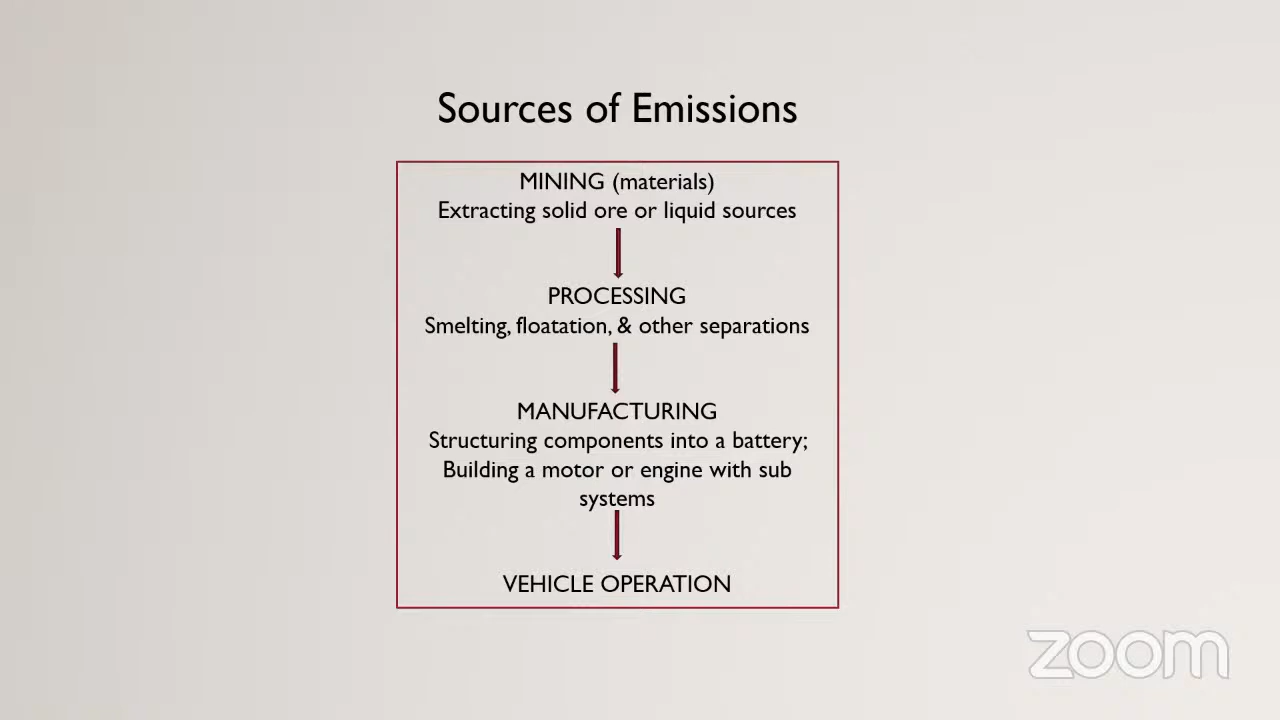 Sources of Emissions
MINING (materials)
Extracting solid ore or liquid sources
PROCESSING
Smelting, floatation, & other separations
MANUFACTURING
Structuring components into a battery;
Building a motor or engine with sub
systems
VEHICLE OPERATION
zoom